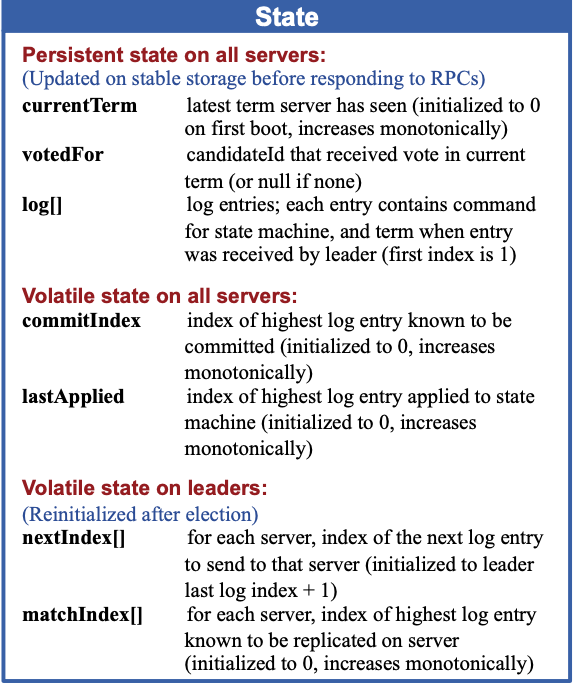 State
Persistent state on all servers:
(Updated on stable storage before responding to RPCs)
currentTerm latest term server has seen (initialized to 0
on first boot, increases monotonically)
votedFor candidateId that received vote in current
term (or null if none)
log[] log entries; each entry contains command
for state machine, and term when entry
was received by leader (first index is 1)
Volatile state on all servers:
commitIndex index of highest log entry known to be
committed (initialized to 0, increases
monotonically)
lastApplied index of highest log entry applied to state
machine (initialized to 0, increases
monotonically)
Volatile state on leaders:
(Reinitialized after election)
nextIndex[] for each server, index of the next log entry
to send to that server (initialized to leader
last log index + 1)
matchIndex[] for each server, index of highest log entry
known to be replicated on server
(initialized to 0, increases monotonically)